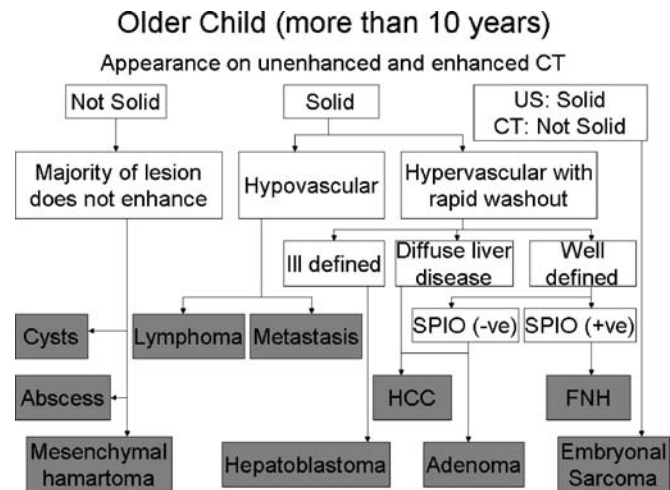 Older Child (more than 10 years)
Appearance on unenhanced and enhanced CT
Not Solid
Solid
US: Solid
CT: Not Solid
Majority of lesion
does not enhance
Hypovascular
Hypervascular with
rapid washout
Ill defined
Diffuse liver
disease
Well
defined
Cysts
Lymphoma
Metastasis
SPIO (-ve)
SPIO (+ve)
Abscess
HCC
FNH
Mesenchymal
hamartoma
Hepatoblastoma
Adenoma
Embryonal
Sarcoma